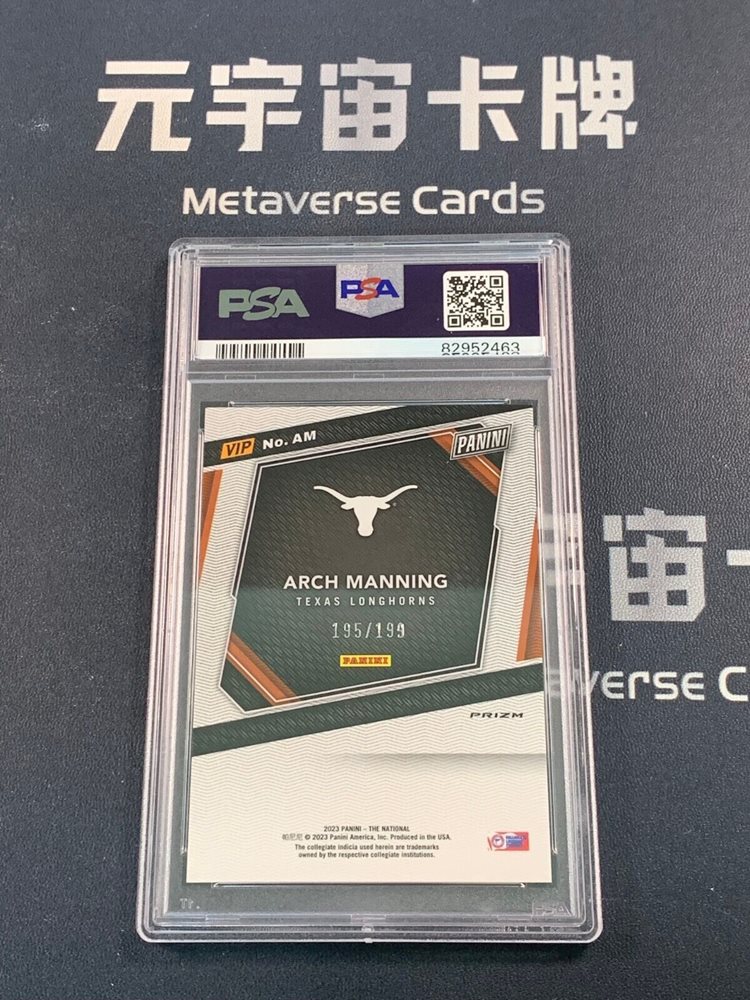 元宇宙卡牌
Metaverse Cards
PSA
PSA
82952463
VIP No. AM
PANINI
ARCH MANNING
TEXAS LONGHORNS
195/199
PANINI
宙
verse C
PRIZM
2023 PANINI – THE NATIONAL
帕尼尼 © 2023 Panini America, Inc. Produced in the USA.
The collegiate indicia used herein are trademarks
owned by the respective collegiate institutions.
PSA